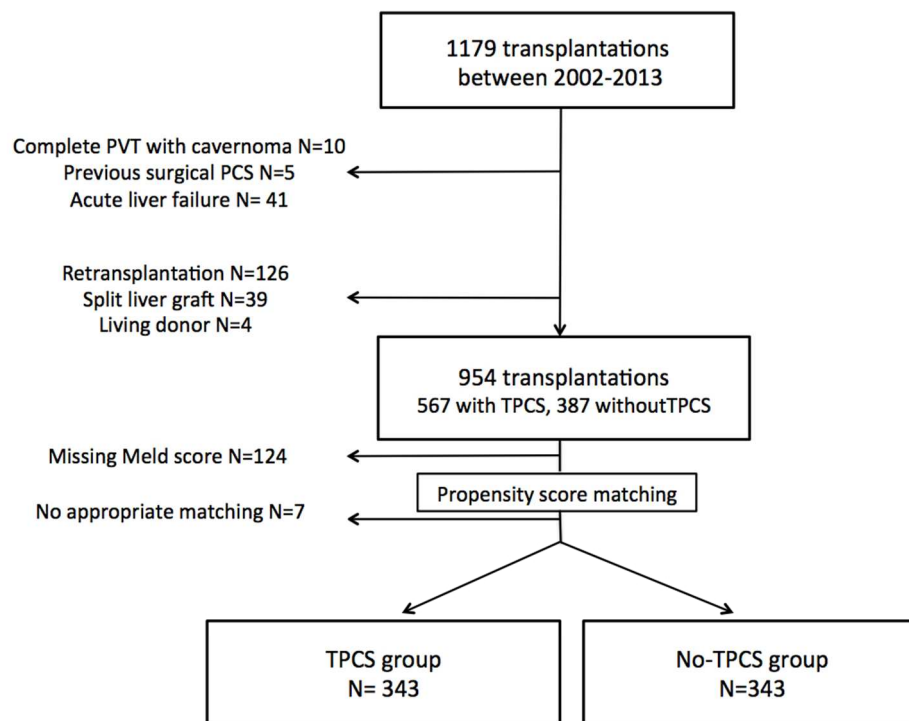 1179 transplantations
between 2002-2013
Complete PVT with cavernoma N=10
Previous surgical PCS N=5
Acute liver failure N= 41
Retransplantation N=126
Split liver graft N=39
Living donor N=4
954 transplantations
567 with TPCS, 387 withoutTPCS
Missing Meld score N=124
Propensity score matching
No appropriate matching N=7
TPCS group
N= 343
No-TPCS group
N=343